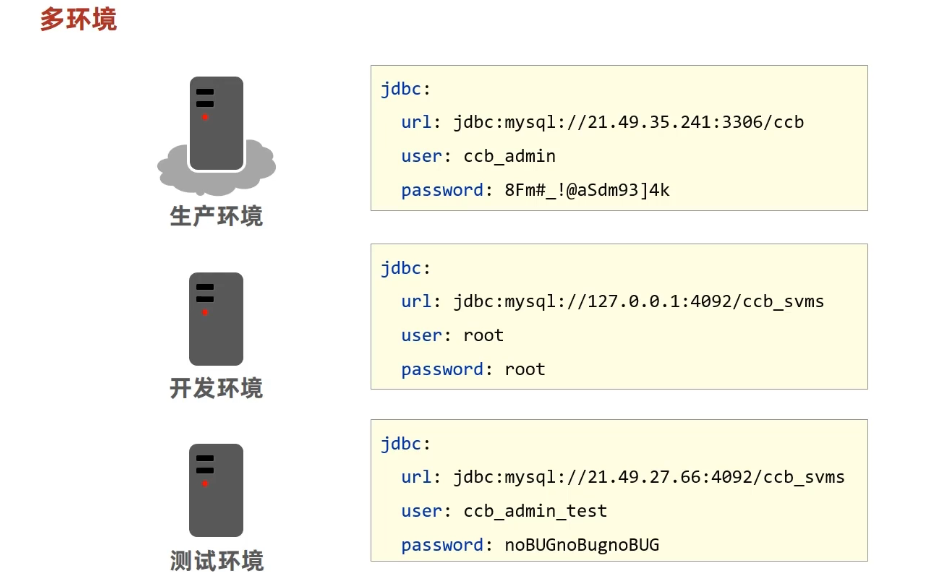 多环境
jdbc:
url: jdbc:mysql://21.49.35.241:3306/ccb
user: ccb_admin
password: 8Fm#_!@aSdm93]4k
生产环境
jdbc:
url: jdbc:mysql://127.0.0.1:4092/ccb_svms
user: root
password: root
开发环境
jdbc:
url: jdbc:mysql://21.49.27.66:4092/ccb_svms
user: ccb_admin_test
password: noBUGnoBugnoBUG
测试环境